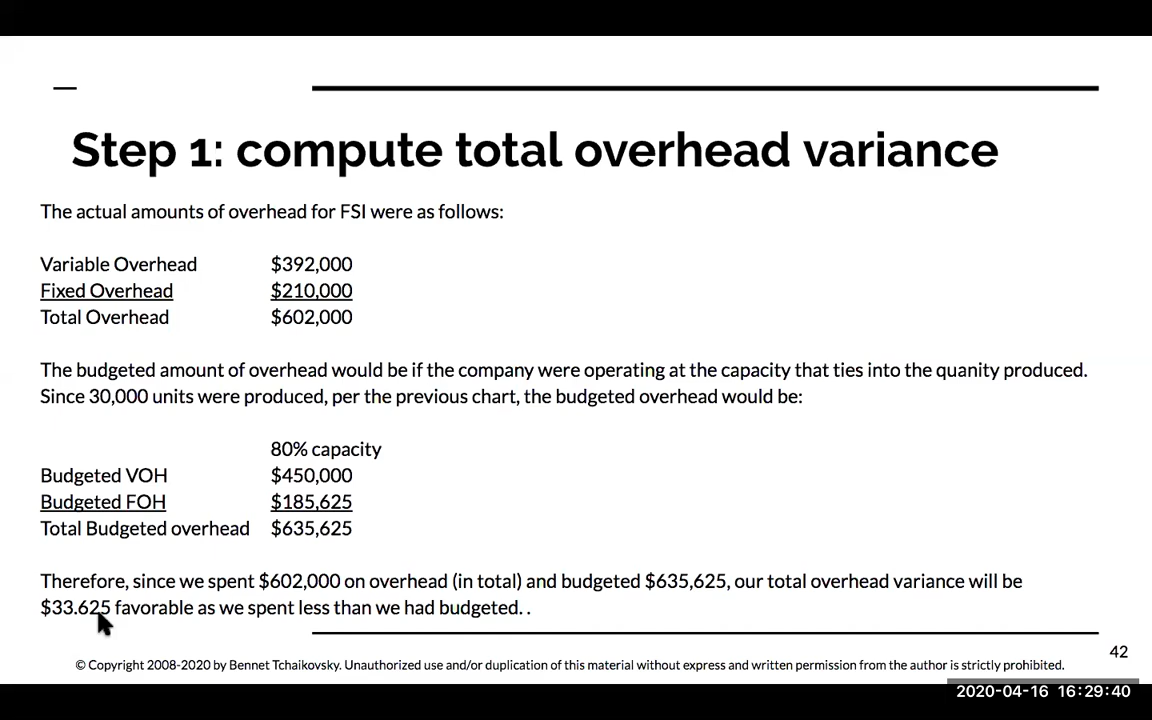 Step 1: compute total overhead variance
The actual amounts of overhead for FSI were as follows:
Variable Overhead $392,000
Fixed Overhead $210,000
Total Overhead $602,000
The budgeted amount of overhead would be if the company were operating at the capacity that ties into the quanity produced.
Since 30,000 units were produced, per the previous chart, the budgeted overhead would be:
80% capacity
Budgeted VOH $450,000
Budgeted FOH $185,625
Total Budgeted overhead $635,625
Therefore, since we spent $602,000 on overhead (in total) and budgeted $635,625, our total overhead variance will be
$33.625 favorable as we spent less than we had budgeted. .
42
© Copyright 2008-2020 by Bennet Tchaikovsky. Unauthorized use and/or duplication of this material without express and written permission from the author is strictly prohibited.
2020-04-16 16:29:40